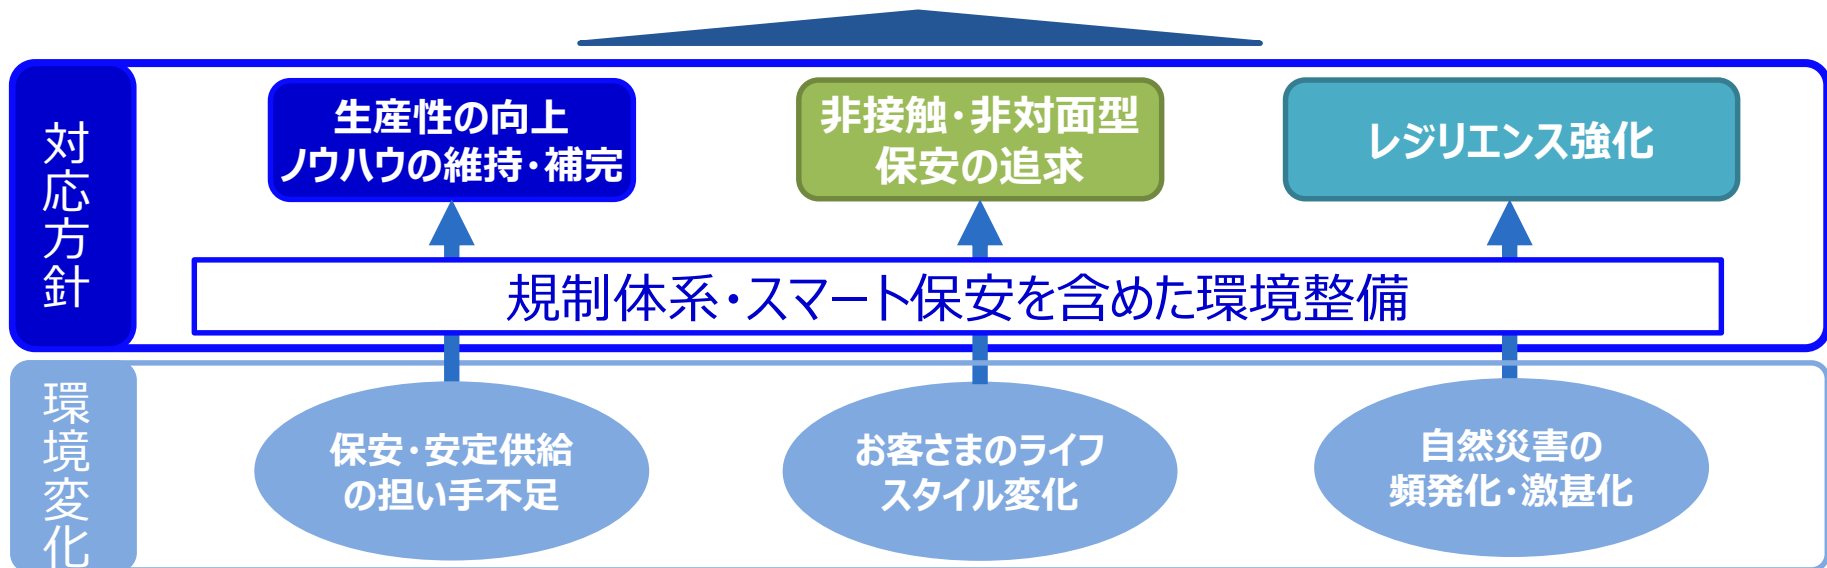 対応方針
生産性の向上
ノウハウの維持・補完
非接触・非対面型
保安の追求
レジリエンス強化
規制体系・スマート保安を含めた環境整備
環境変化
保安・安定供給
の担い手不足
お客さまのライフ
スタイル変化
自然災害の
頻発化・激甚化